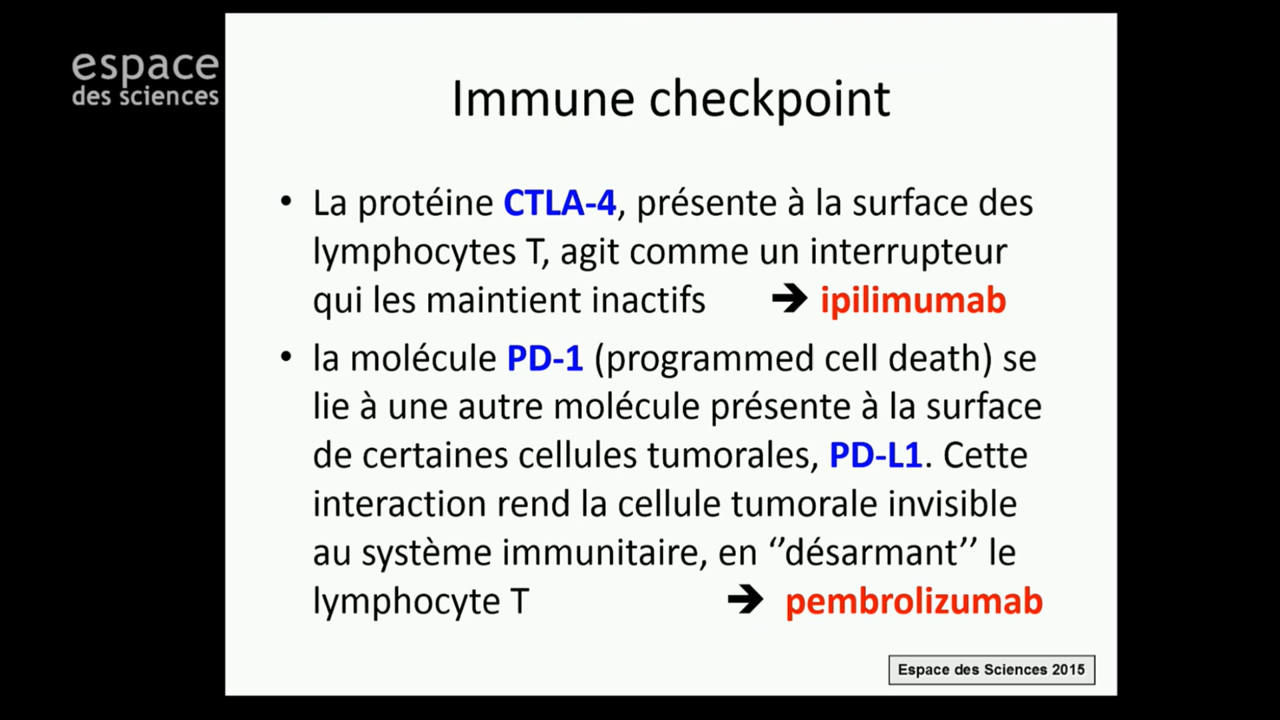 espace
des sciences
Immune checkpoint
• La protéine CTLA-4, présente à la surface des
lymphocytes T, agit comme un interrupteur
qui les maintient inactifs ➔ ipilimumab
• la molécule PD-1 (programmed cell death) se
lie à une autre molécule présente à la surface
de certaines cellules tumorales, PD-L1. Cette
interaction rend la cellule tumorale invisible
au système immunitaire, en ‘’désarmant’’ le
lymphocyte T ➔ pembrolizumab
Espace des Sciences 2015